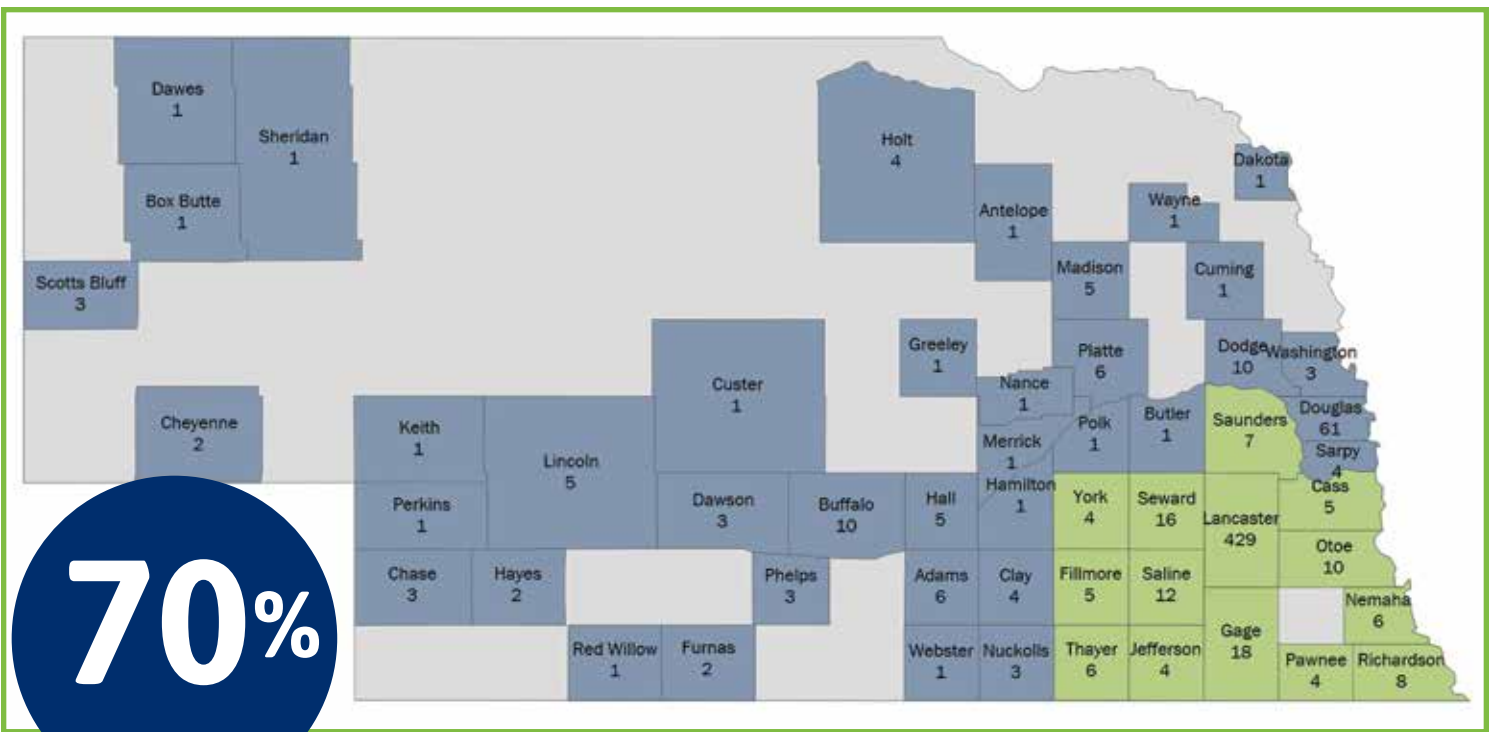 Dawes
1
Sheridan
1
Box Butte
1
Scotts Bluff
3
Cheyenne
2
Holt
4
Antelope
1
Dakota
1
Wayne
1
Madison
5
Cuming
1
Greeley
1
Platte
6
Nance
1
Dodge
10
Washington
3
Custer
1
Keith
1
Lincoln
5
Merrick
1
Polk
1
Butler
1
Saunders
7
Douglas
61
Sarpy
4
Perkins
1
Dawson
3
Buffalo
10
Hall
5
Hamilton
1
York
4
Seward
16
Lancaster
429
Cass
5
Otoe
10
Chase
3
Hayes
2
Phelps
3
Adams
6
Clay
4
Fillmore
5
Saline
12
Nemaha
6
Red Willow
1
Furnas
2
Webster
1
Nuckolls
3
Thayer
6
Jefferson
4
Gage
18
Pawnee
4
Richardson
8
70%